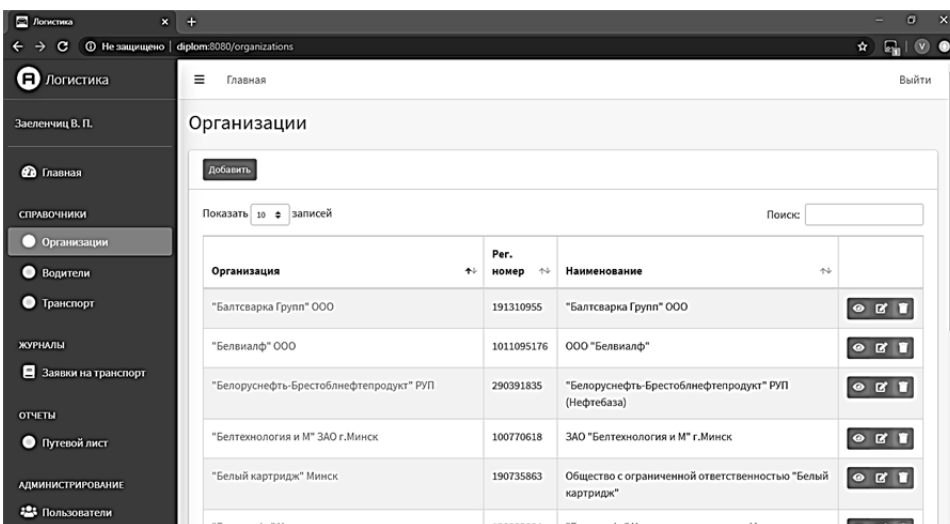 Логистика
Не защищено | diplom:8080/organizations
V
Логистика
Главная
Выйти
Заеленчиц В. П.
Организации
Главная
Добавить
СПРАВОЧНИКИ
Показать 10 записей
Поиск:
Организации
Водители
Транспорт
Организация
Рег. номер
Наименование
"Балтсварка Групп" ООО 191310955 "Балтсварка Групп" ООО
"Белвиалф" ООО 1011095176 ООО "Белвиалф"
"Белоруснефть-Брестоблнефтепродукт" РУП 290391835 "Белоруснефть-Брестоблнефтепродукт" РУП
(Нефтебаза)
"Белтехнология и М" ЗАО г.Минск 100770618 ЗАО "Белтехнология и М" г.Минск
"Белый картридж" Минск 190735863 Общество с ограниченной ответственностью "Белый
картридж"
ЖУРНАЛЫ
Заявки на транспорт
ОТЧЕТЫ
Путевой лист
АДМИНИСТРИРОВАНИЕ
Пользователи